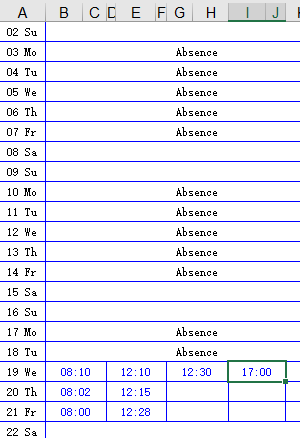 A B C D E F G H I J
02 Su
03 Mo Absence
04 Tu Absence
05 We Absence
06 Th Absence
07 Fr Absence
08 Sa
09 Su
10 Mo Absence
11 Tu Absence
12 We Absence
13 Th Absence
14 Fr Absence
15 Sa
16 Su
17 Mo Absence
18 Tu Absence
19 We 08:10 12:10 12:30 17:00
20 Th 08:02 12:15
21 Fr 08:00 12:28
22 Sa